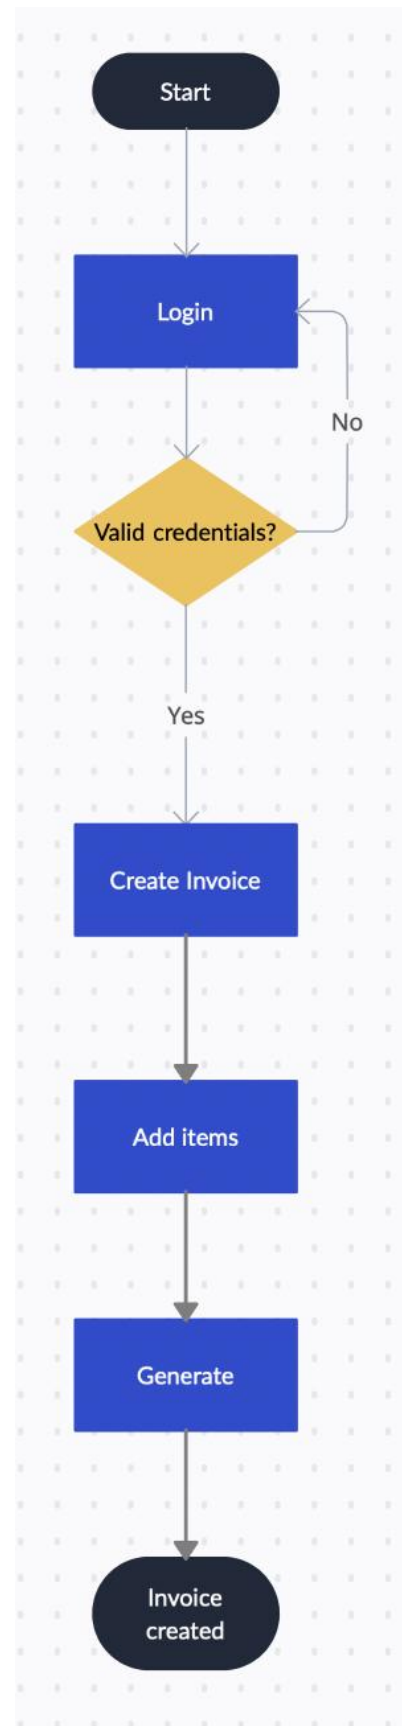 Start
Login
No
Valid credentials?
Yes
Create Invoice
Add items
Generate
Invoice
created